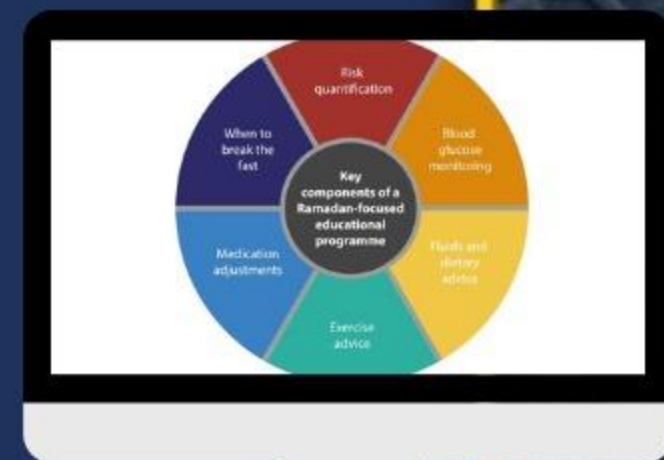 Risk
quantification
Blood
glucose
monitoring
Fluids and
dietary
advice
Exercise
advice
Medication
adjustments
When to
break the
fast
Key
components of a
Ramadan-focused
educational
programme